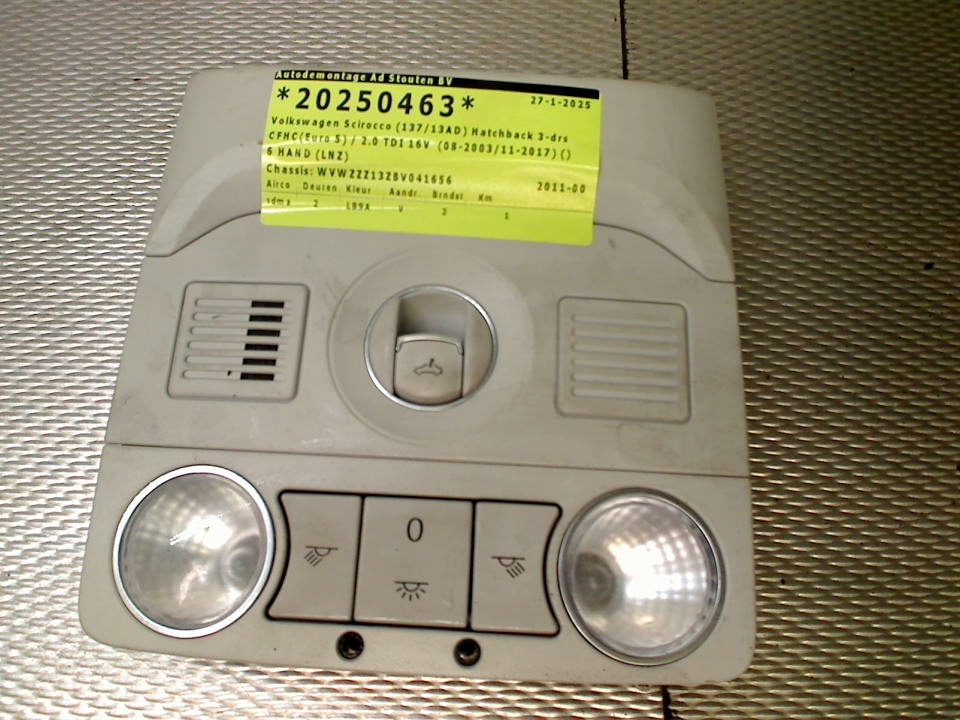 Autodemontage Ad Stouten BV
*20250463* 27-1-2025
Volkswagen Scirocco (137/13AD) Hatchback 3-drs
CFHC(Euro 5) / 2.0 TDI 16V (08-2003/11-2017) ()
6 HAND (LNZ)
Chassis: WVWZZZ13ZBV041656 2011-00
Airco Deuren Kleur Aandr. Brndst Km
2 LB9A V 2 1
0